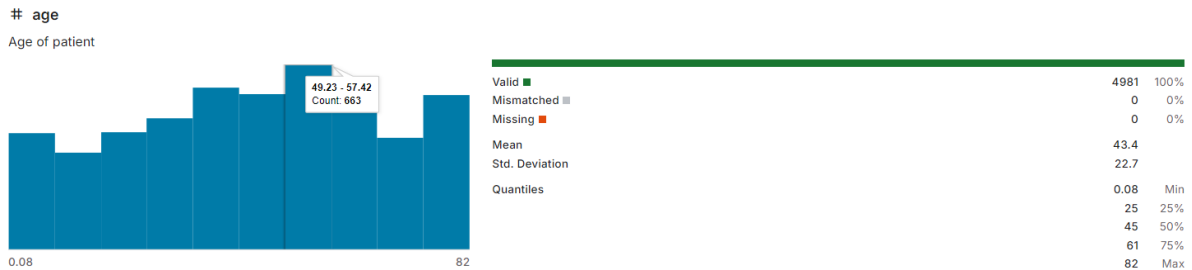 # age
Age of patient
49.23 - 57.42
Count: 663
0.08 82
Valid 4981 100%
Mismatched 0 0%
Missing 0 0%
Mean 43.4
Std. Deviation 22.7
Quantiles 0.08 Min
25 25%
45 50%
61 75%
82 Max